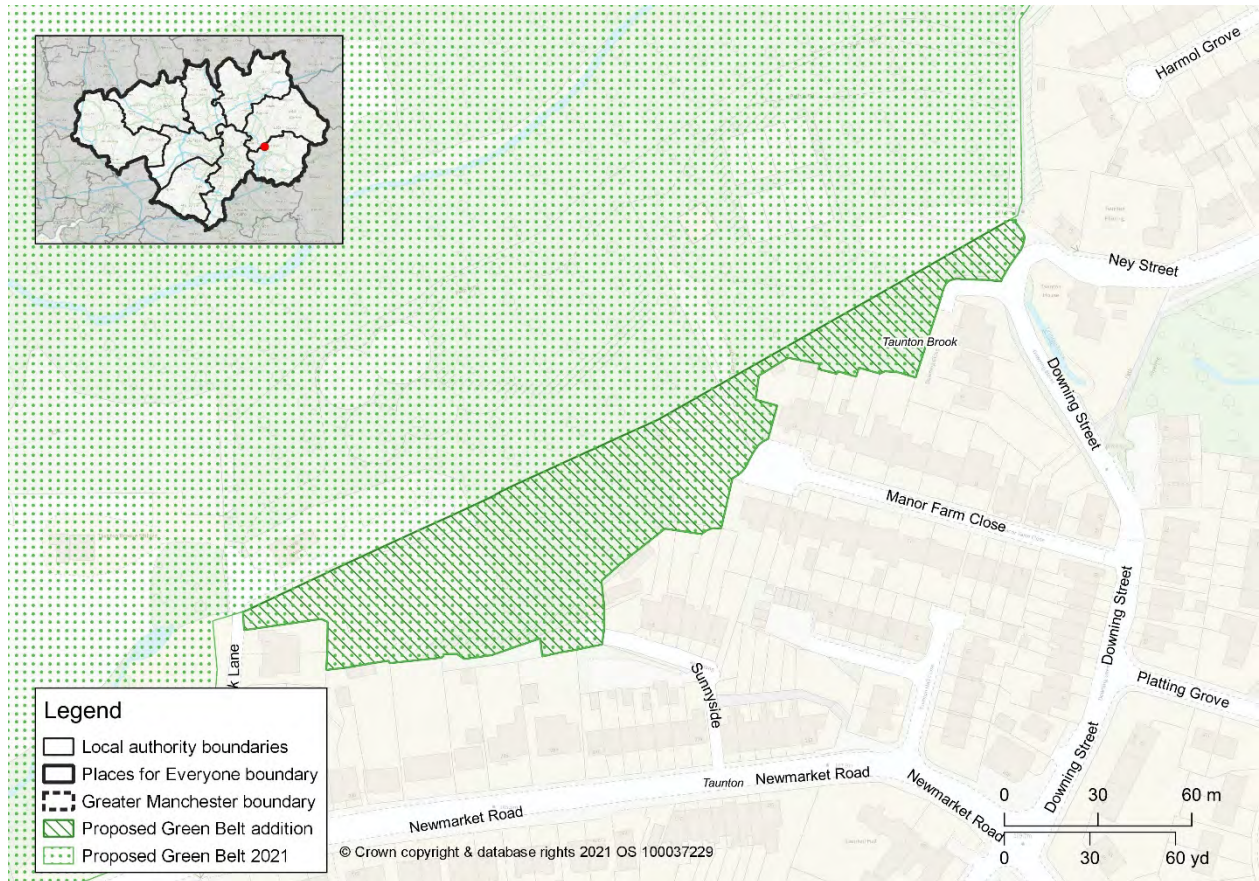 Harmol Grove
Ney Street
Taunton Brook
Downing Street
Manor Farm Close
Downing Street
k Lane
Sunnyside
Platting Grove
Taunton
Newmarket Road
Newmarket Road
Downing Street
Newmarket Road
Legend
Local authority boundaries
Places for Everyone boundary
Greater Manchester boundary
Proposed Green Belt addition
Proposed Green Belt 2021
© Crown copyright & database rights 2021 OS 100037229
0 30 60 m
0 30 60 yd